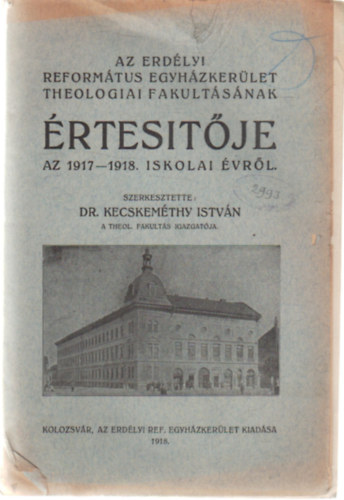 AZ ERDÉLYI
REFORMÁTUS EGYHÁZKERÜLET
THEOLOGIAI FAKULTÁSÁNAK
ÉRTESITŐJE
AZ 1917—1918. ISKOLAI ÉVRŐL.
SZERKESZTETTE:
DR. KECSKEMÉTHY ISTVÁN
A THEOL. FAKULTÁS IGAZGATÓJA
2993
KOLOZSVÁR, AZ ERDÉLYI REF. EGYHÁZKERÜLET KIADÁSA
1918.